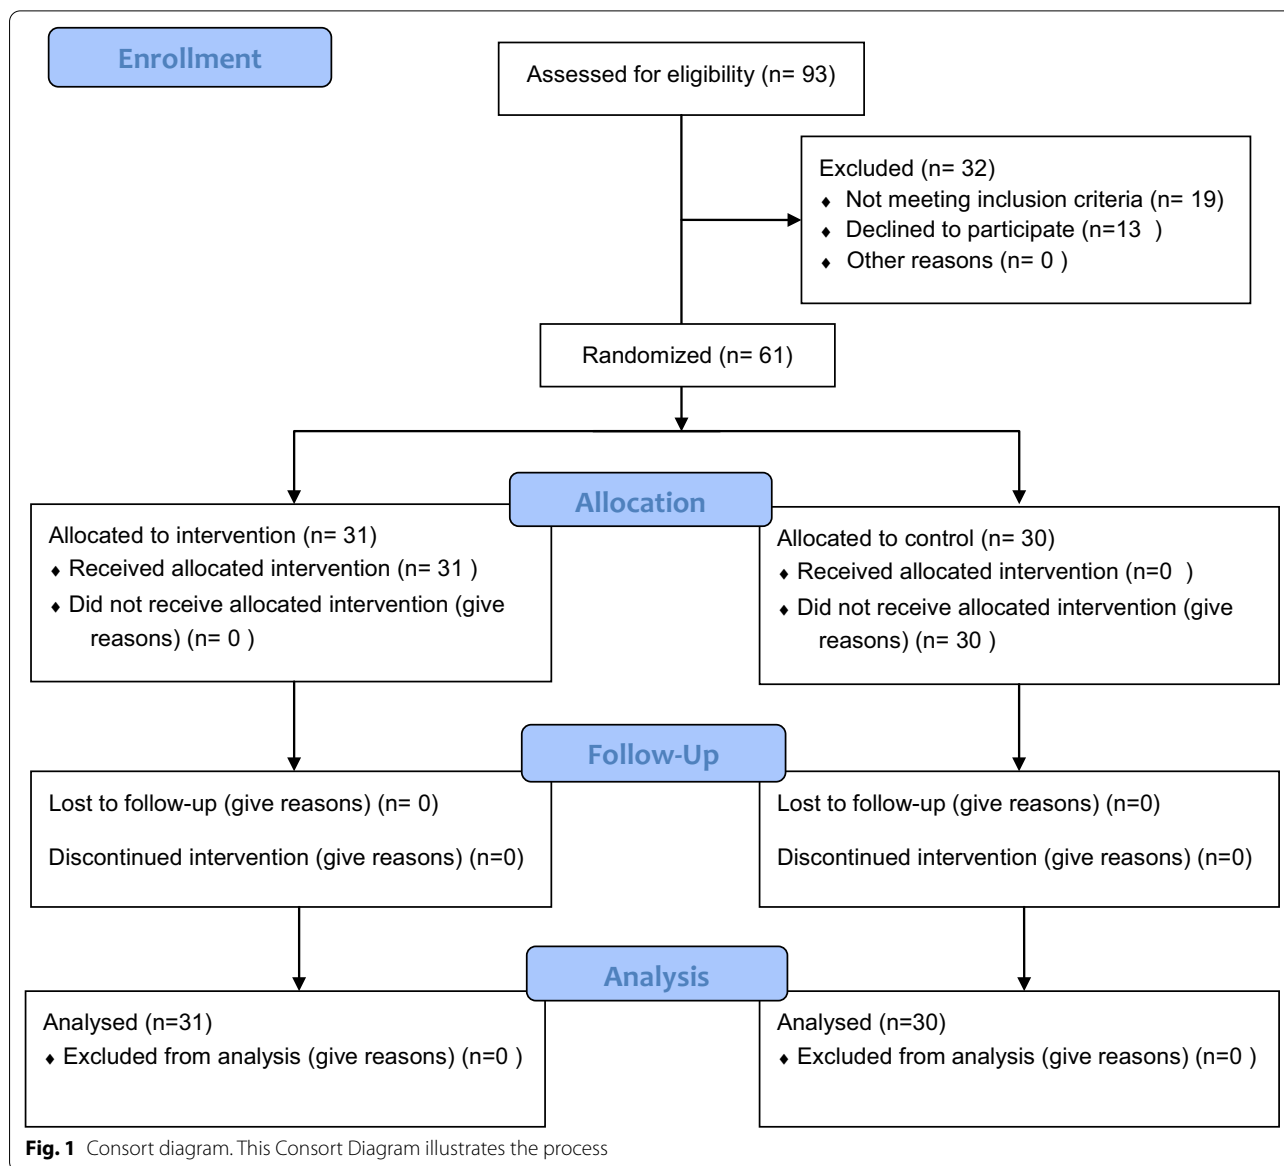 Enrollment
Assessed for eligibility (n= 93)
Excluded (n= 32)
♦ Not meeting inclusion criteria (n= 19)
♦ Declined to participate (n=13 )
♦ Other reasons (n= 0 )
Randomized (n= 61)
Allocation
Allocated to intervention (n= 31)
♦ Received allocated intervention (n= 31 )
♦ Did not receive allocated intervention (give
reasons) (n= 0 )
Allocated to control (n= 30)
♦ Received allocated intervention (n=0 )
♦ Did not receive allocated intervention (give
reasons) (n= 30 )
Follow-Up
Lost to follow-up (give reasons) (n= 0)
Discontinued intervention (give reasons) (n=0)
Lost to follow-up (give reasons) (n=0)
Discontinued intervention (give reasons) (n=0)
Analysis
Analysed (n=31)
♦ Excluded from analysis (give reasons) (n=0 )
Analysed (n=30)
♦ Excluded from analysis (give reasons) (n=0 )
Fig. 1 Consort diagram. This Consort Diagram illustrates the process